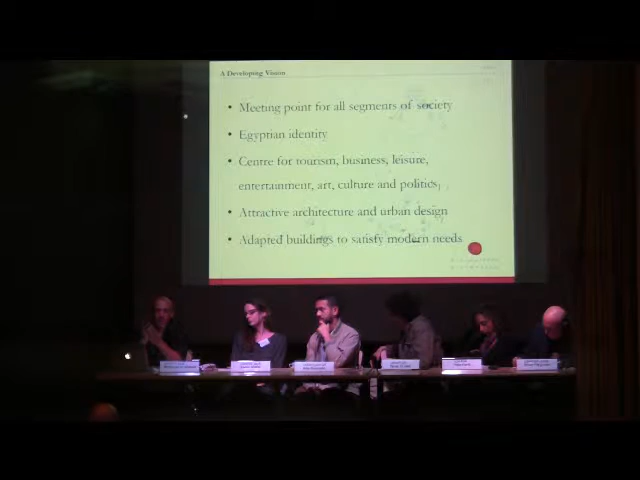 A Developing Vision
• Meeting point for all segments of society
• Egyptian identity
• Centre for tourism, business, leisure,
entertainment, art, culture and politics
• Attractive architecture and urban design
• Adapted buildings to satisfy modern needs